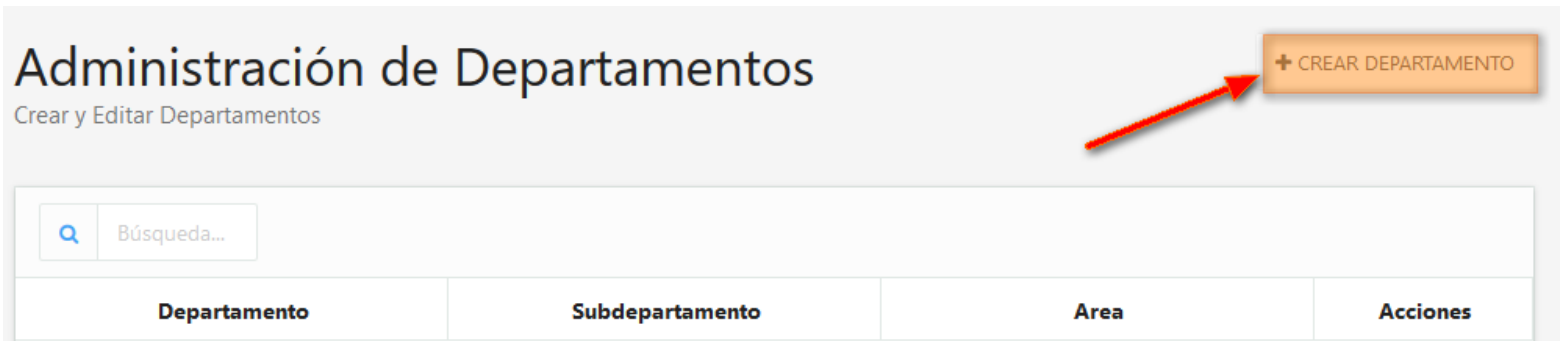 Administración de Departamentos
+ CREAR DEPARTAMENTO
Crear y Editar Departamentos
Búsqueda...
Departamento Subdepartamento Area Acciones